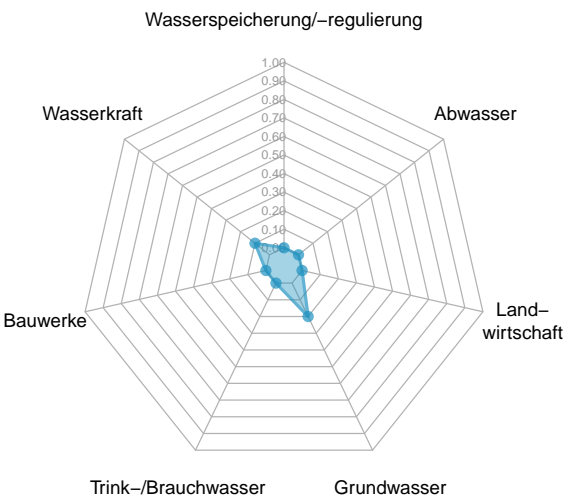 Wasserspeicherung/−regulierung
1.00
0.90
Wasserkraft
Abwasser
0.80
0.70
0.60
0.50
0.40
0.30
0.20
0.10
Bauwerke
Land−
wirtschaft
Trink−/Brauchwasser
Grundwasser